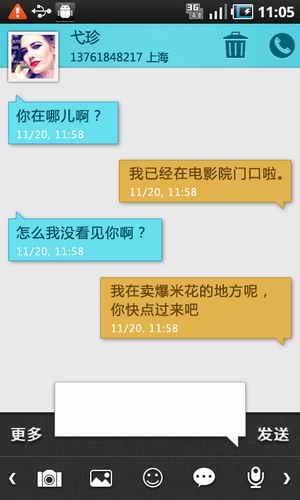 3G
11:05
弋珍
13761848217 上海
你在哪儿啊？
11/20, 11:58
我已经在电影院门口啦。
11/20, 11:58
怎么我没看见你啊？
11/20, 11:58
我在卖爆米花的地方呢，
你快点过来吧
11/20, 11:58
更多
发送